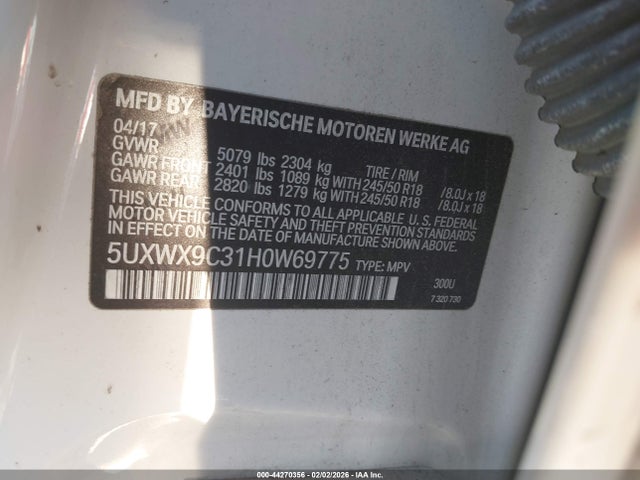 MFD BY BAYERISCHE MOTOREN WERKE AG
04/17
GVWR 5079 lbs 2304 kg TIRE / RIM
GAWR FRONT 2401 lbs 1089 kg WITH 245/50 R18 / 8.0J x 18
GAWR REAR 2820 lbs 1279 kg WITH 245/50 R18 / 8.0J x 18
THIS VEHICLE CONFORMS TO ALL APPLICABLE U.S. FEDERAL
MOTOR VEHICLE SAFETY AND THEFT PREVENTION STANDARDS
IN EFFECT ON THE DATE OF MANUFACTURE SHOWN ABOVE.
5UXWX9C31H0W69775 TYPE: MPV
300U
7 320 730
000-44270356 - 02/02/2026 - IAA Inc.